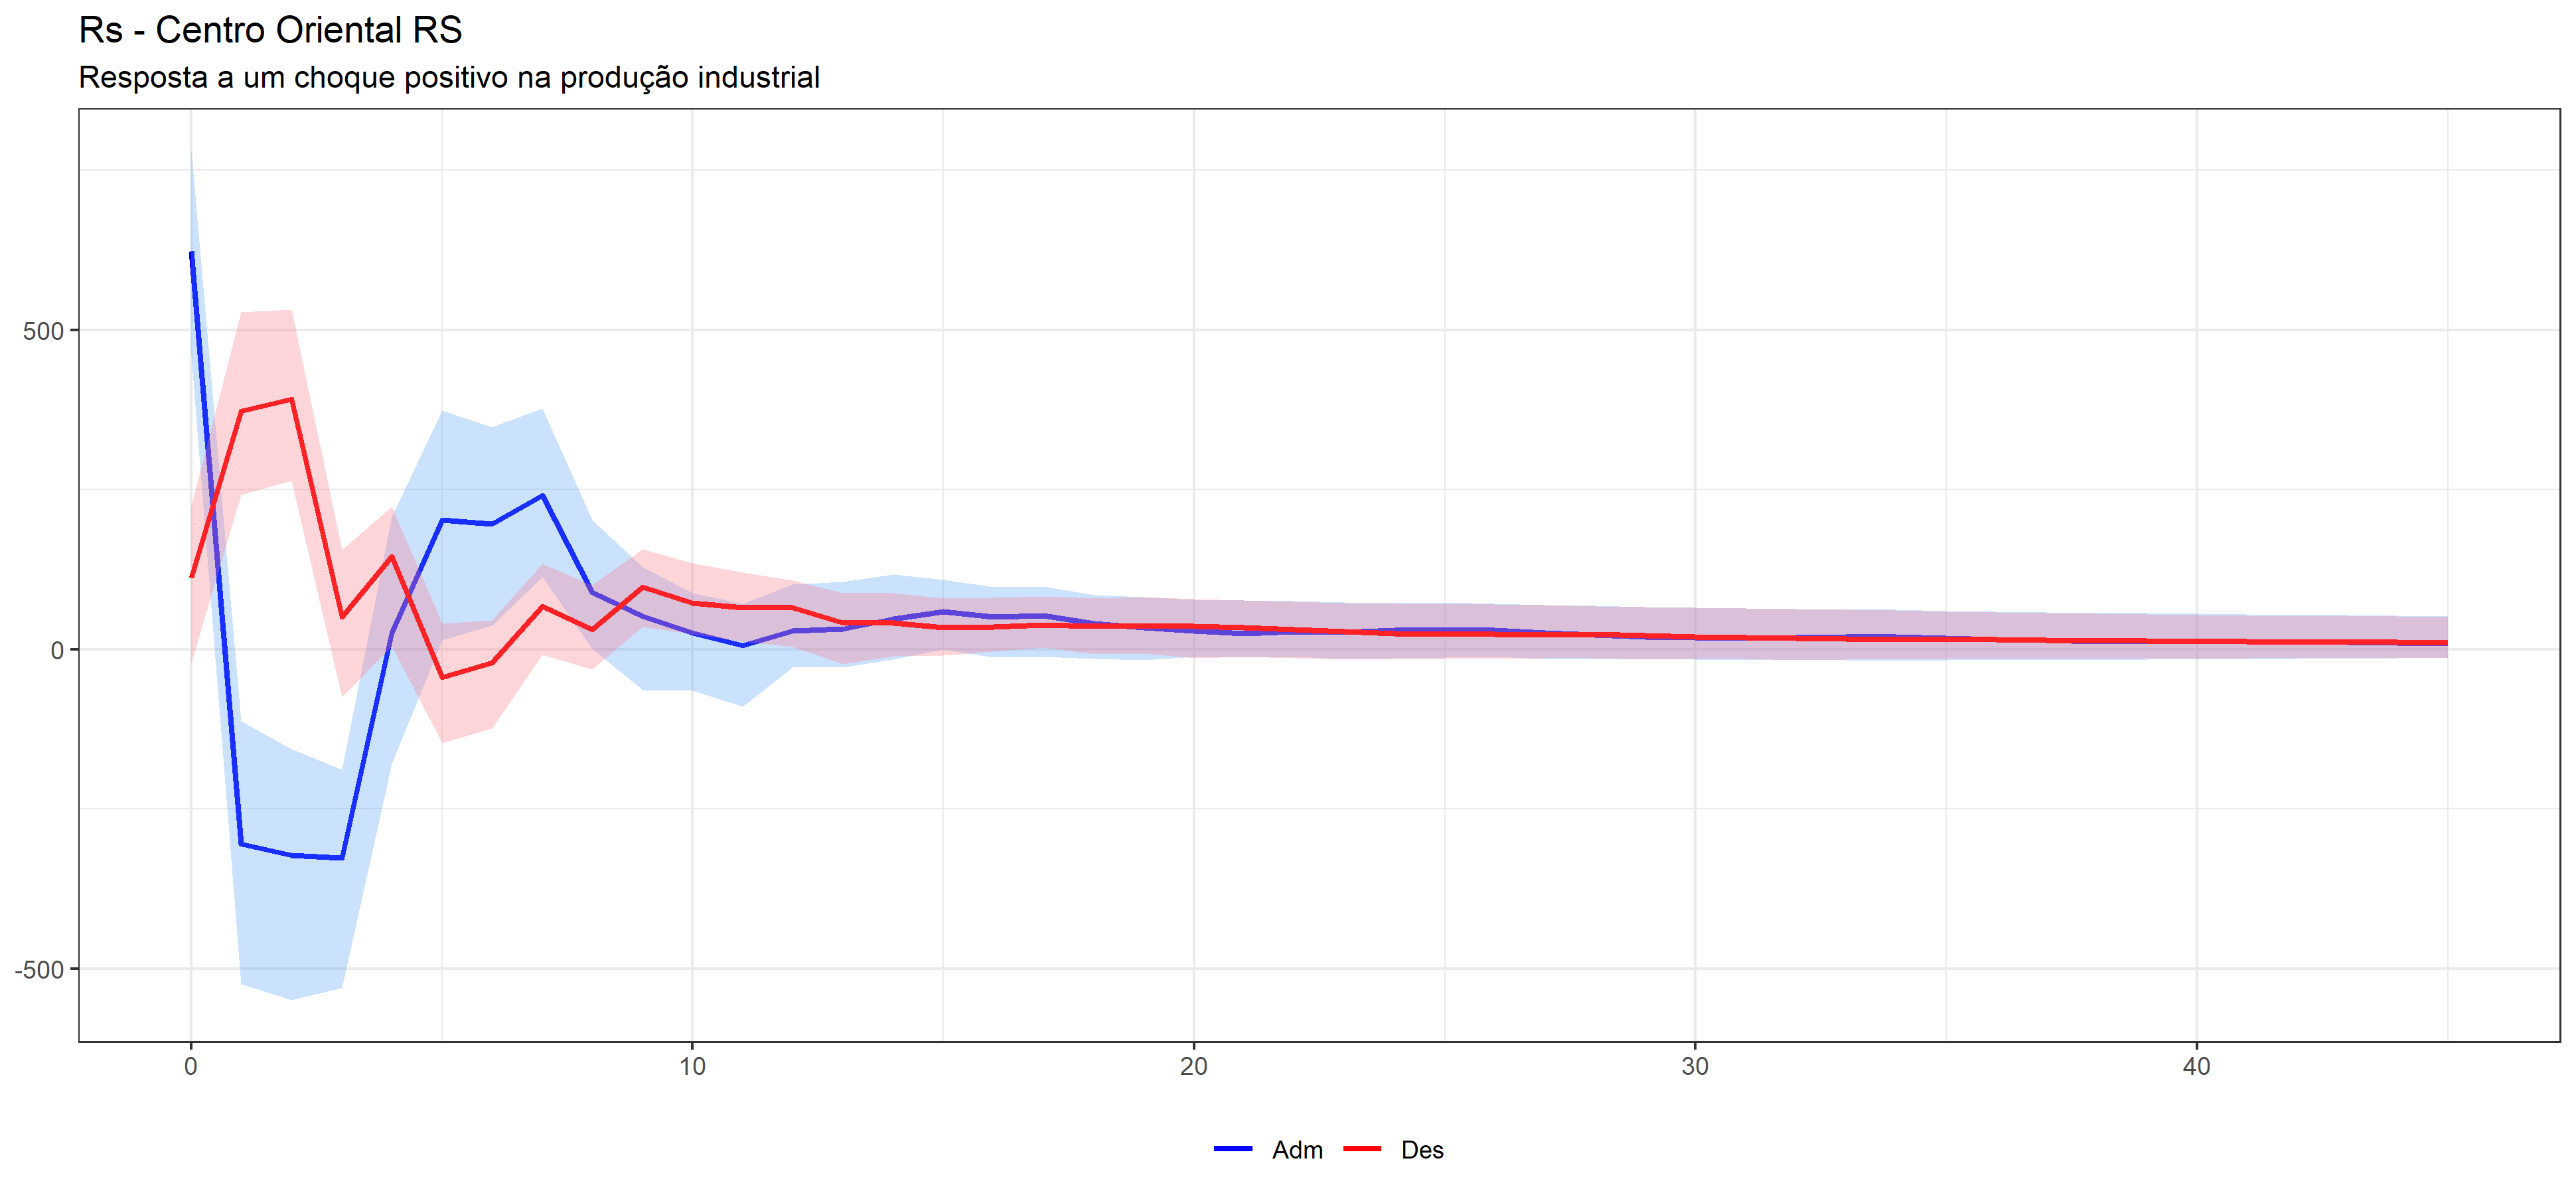 Rs - Centro Oriental RS
Resposta a um choque positivo na produção industrial
500
0
-500
0 10 20 30 40
Adm Des